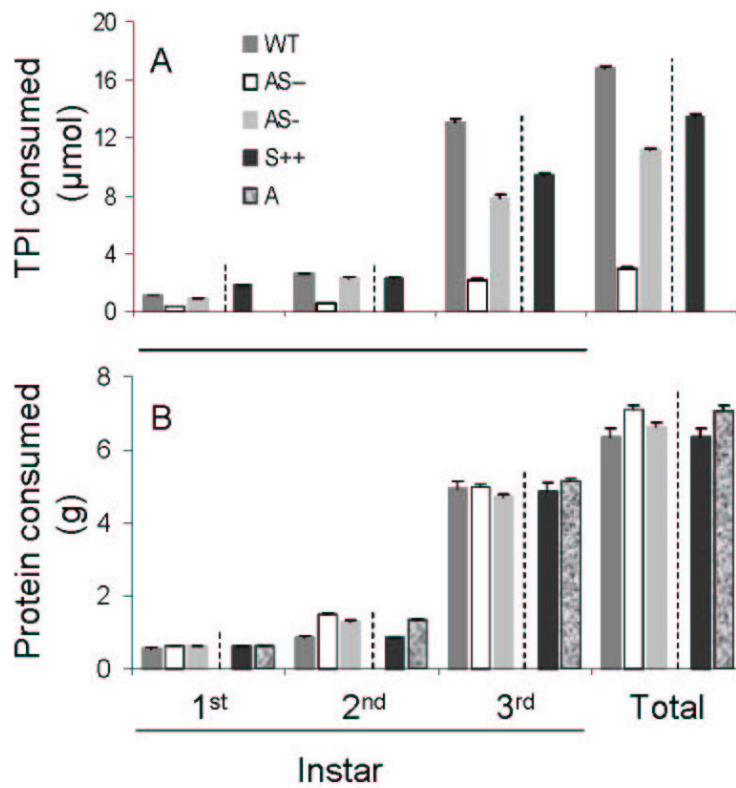 A
WT
AS--
AS-
S++
A
TPI consumed
(μmol)
20
16
12
8
4
0
B
Protein consumed
(g)
8
6
4
2
0
1st
2nd
3rd
Total
Instar